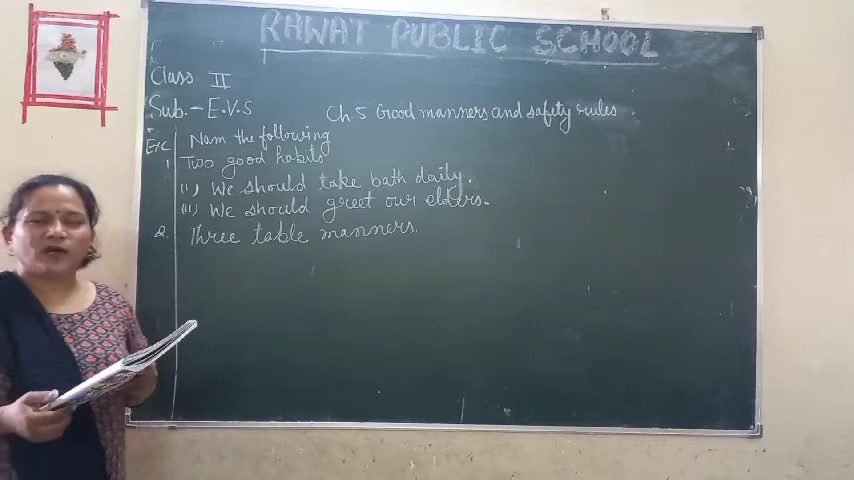 RAWAT PUBLIC SCHOOL
Class II
Sub.- E.V.S
Ch 5 Good manners and safety rules
Ex C Nam the following
1 Two good habits
(i) We should take bath daily.
(ii) We should greet our elders.
2. Three table manners.